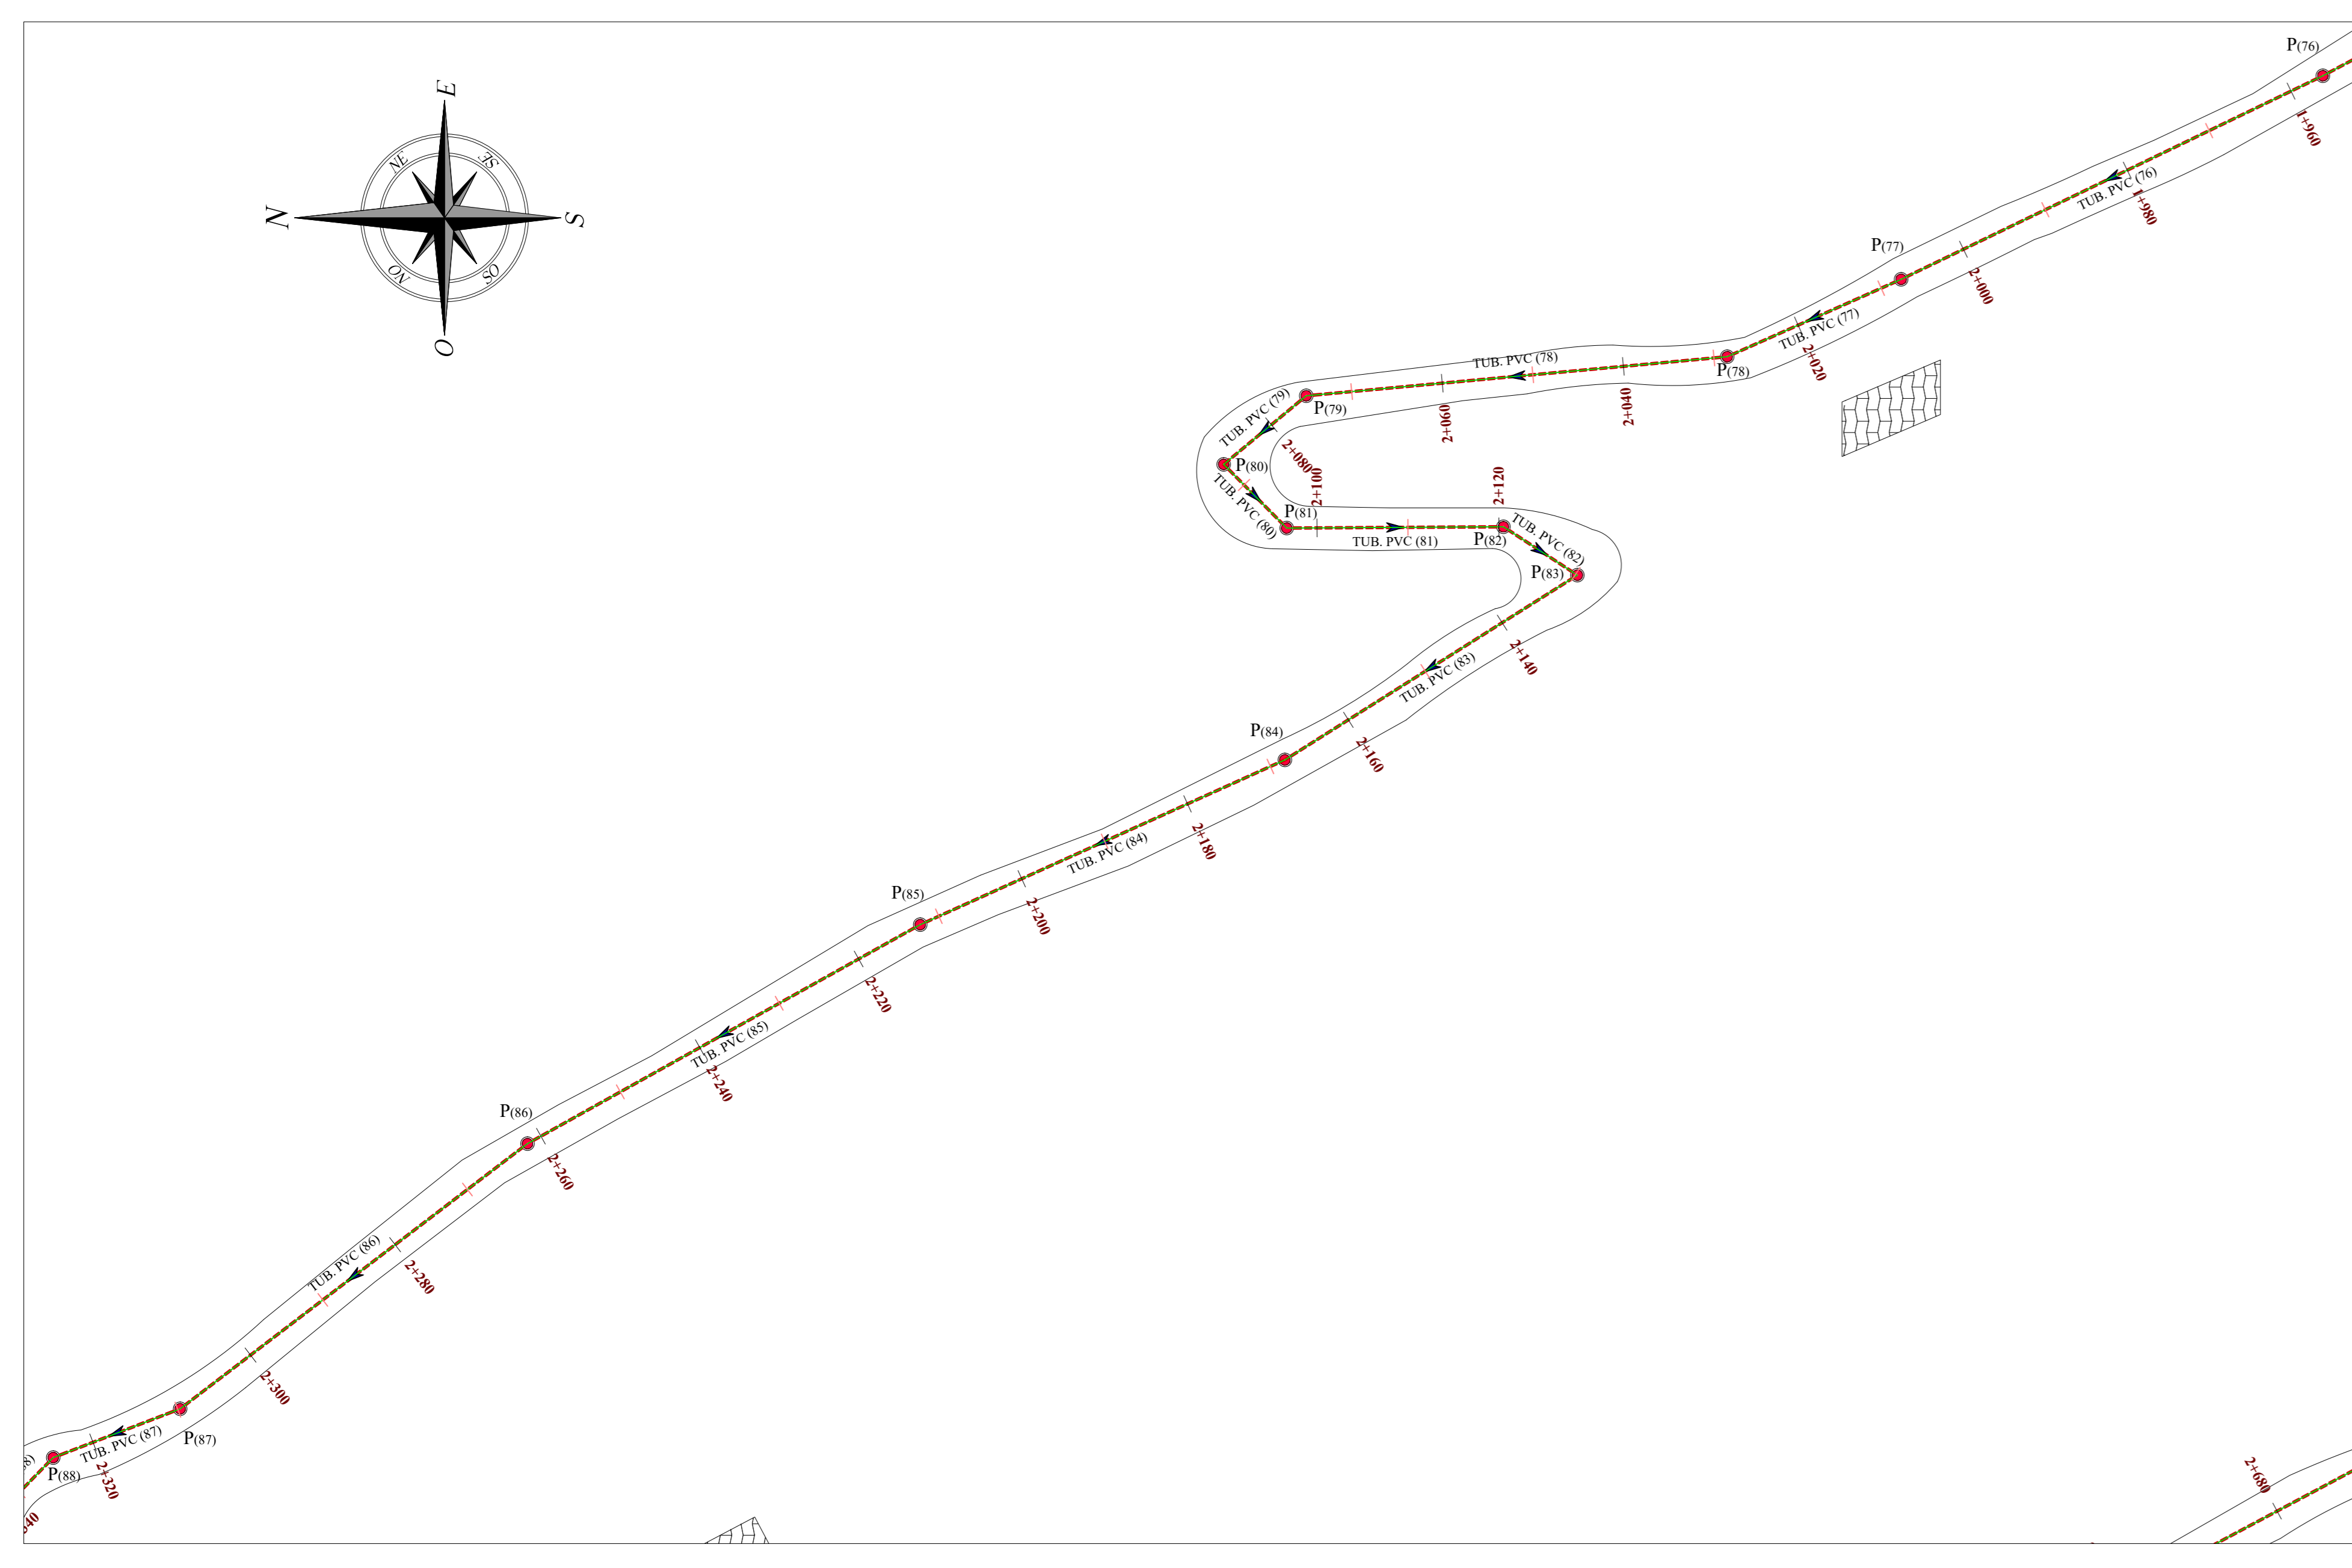 P(76)
E
1+960
NE
SE
TUB. PVC (76)
1+980
N
S
P(77)
NO
SO
2+000
TUB. PVC (77)
O
2+020
TUB. PVC (78)
P(78)
TUB. PVC (79)
P(79)
2+060
2+040
2+080
P(80)
2+100
2+120
TUB. PVC (80)
P(81)
TUB. PVC (81)
P(82)
TUB. PVC (82)
P(83)
2+140
TUB. PVC (83)
P(84)
2+160
2+180
TUB. PVC (84)
P(85)
2+200
2+220
TUB. PVC (85)
2+240
P(86)
2+260
TUB. PVC (86)
2+280
2+300
P(87)
TUB. PVC (87)
8)
P(88)
2+320
2+680